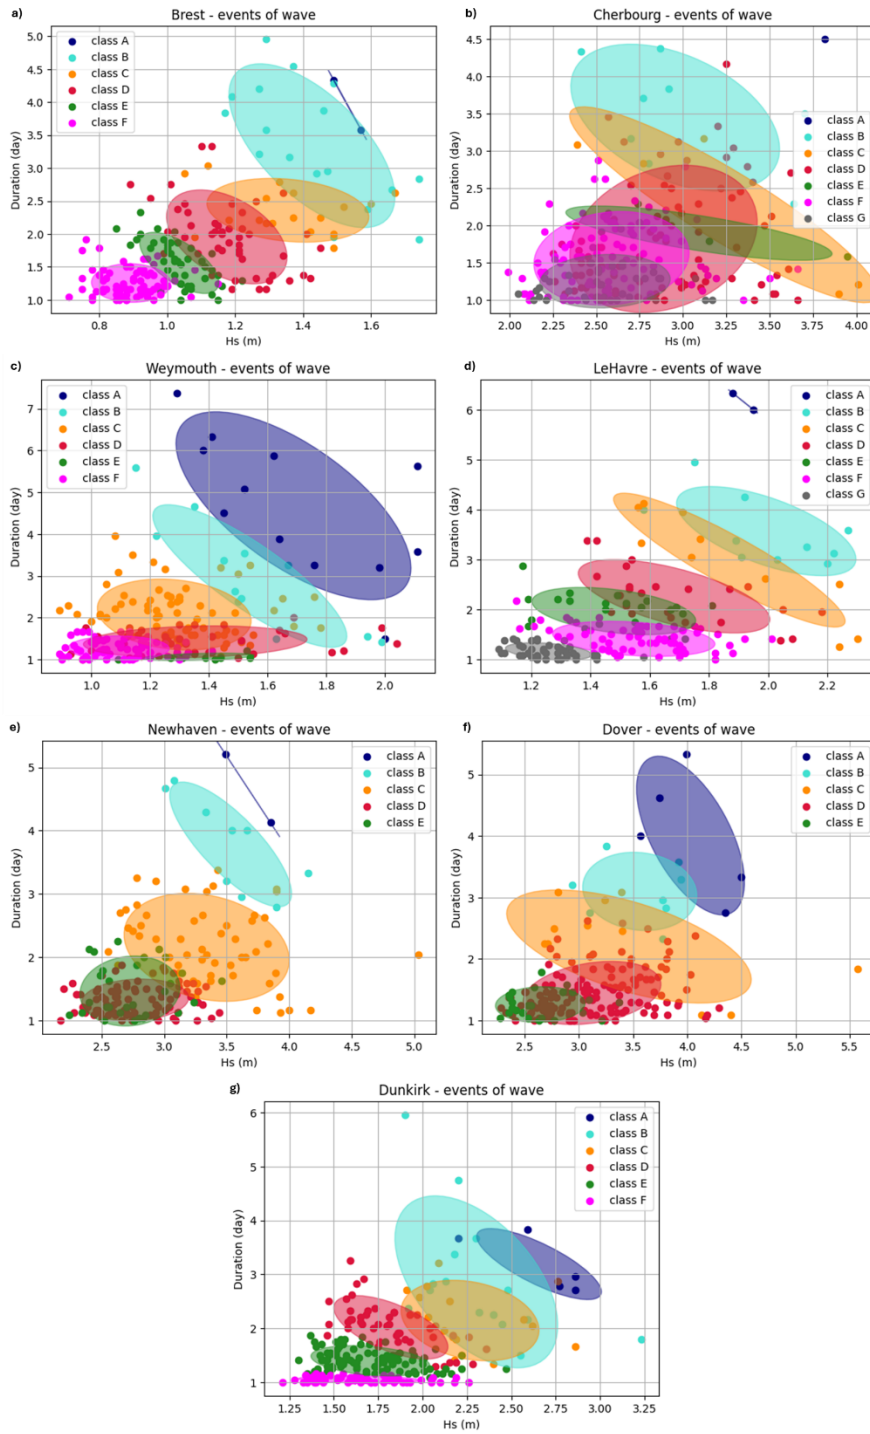 a)
Brest - events of wave
class A
class B
class C
class D
class E
class F
5.0
4.5
4.0
3.5
3.0
2.5
2.0
1.5
1.0
Duration (day)
0.8 1.0 1.2 1.4 1.6
Hs (m)
b)
Cherbourg - events of wave
class A
class B
class C
class D
class E
class F
class G
4.5
4.0
3.5
3.0
2.5
2.0
1.5
1.0
Duration (day)
2.00 2.25 2.50 2.75 3.00 3.25 3.50 3.75 4.00
Hs (m)
c)
Weymouth - events of wave
class A
class B
class C
class D
class E
class F
7
6
5
4
3
2
1
Duration (day)
1.0 1.2 1.4 1.6 1.8 2.0
Hs (m)
d)
LeHavre - events of wave
class A
class B
class C
class D
class E
class F
class G
6
5
4
3
2
1
Duration (day)
1.2 1.4 1.6 1.8 2.0 2.2
Hs (m)
e)
Newhaven - events of wave
class A
class B
class C
class D
class E
5
4
3
2
1
Duration (day)
2.5 3.0 3.5 4.0 4.5 5.0
Hs (m)
f)
Dover - events of wave
class A
class B
class C
class D
class E
5
4
3
2
1
Duration (day)
2.5 3.0 3.5 4.0 4.5 5.0 5.5
Hs (m)
g)
Dunkirk - events of wave
class A
class B
class C
class D
class E
class F
6
5
4
3
2
1
Duration (day)
1.25 1.50 1.75 2.00 2.25 2.50 2.75 3.00 3.25
Hs (m)